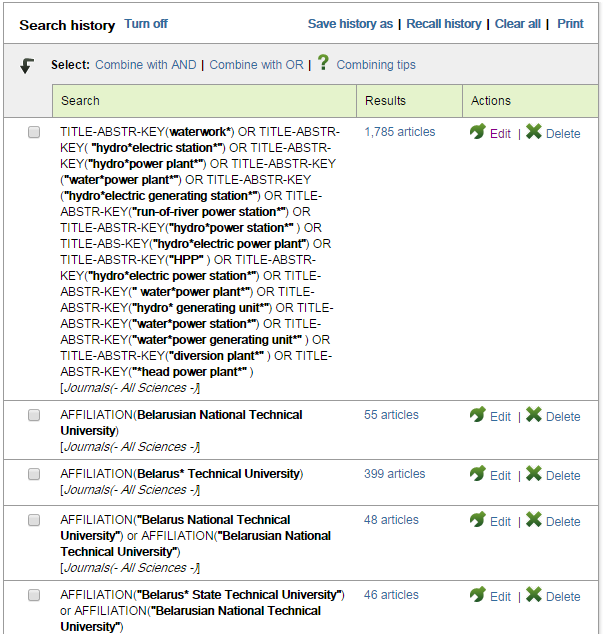 Search history Turn off Save history as | Recall history | Clear all | Print
Select: Combine with AND | Combine with OR | ? Combining tips
Search Results Actions
TITLE-ABSTR-KEY(waterwork*) OR TITLE-ABSTR- 1,785 articles Edit | Delete
KEY( "hydro*electric station*") OR TITLE-ABSTR-
KEY("hydro*power plant*") OR TITLE-ABSTR-KEY
("water*power plant*") OR TITLE-ABSTR-KEY
("hydro*electric generating station*") OR TITLE-
ABSTR-KEY("run-of-river power station*") OR
TITLE-ABSTR-KEY("hydro*power station*" ) OR
TITLE-ABS-KEY("hydro*electric power plant") OR
TITLE-ABSTR-KEY("HPP" ) OR TITLE-ABSTR-
KEY("hydro*electric power station*") OR TITLE-
ABSTR-KEY(" water*power plant*") OR TITLE-
ABSTR-KEY("hydro* generating unit*") OR TITLE-
ABSTR-KEY("water*power station*") OR TITLE-
ABSTR-KEY("water*power generating unit*" ) OR
TITLE-ABSTR-KEY("diversion plant*" ) OR TITLE-
ABSTR-KEY("*head power plant*" )
[Journals(- All Sciences -)]
AFFILIATION(Belarusian National Technical 55 articles Edit | Delete
University)
[Journals(- All Sciences -)]
AFFILIATION(Belarus* Technical University) 399 articles Edit | Delete
[Journals(- All Sciences -)]
AFFILIATION("Belarus National Technical 48 articles Edit | Delete
University") or AFFILIATION("Belarusian National
Technical University")
[Journals(- All Sciences -)]
AFFILIATION("Belarus* State Technical University") 46 articles Edit | Delete
or AFFILIATION("Belarusian National Technical
University")